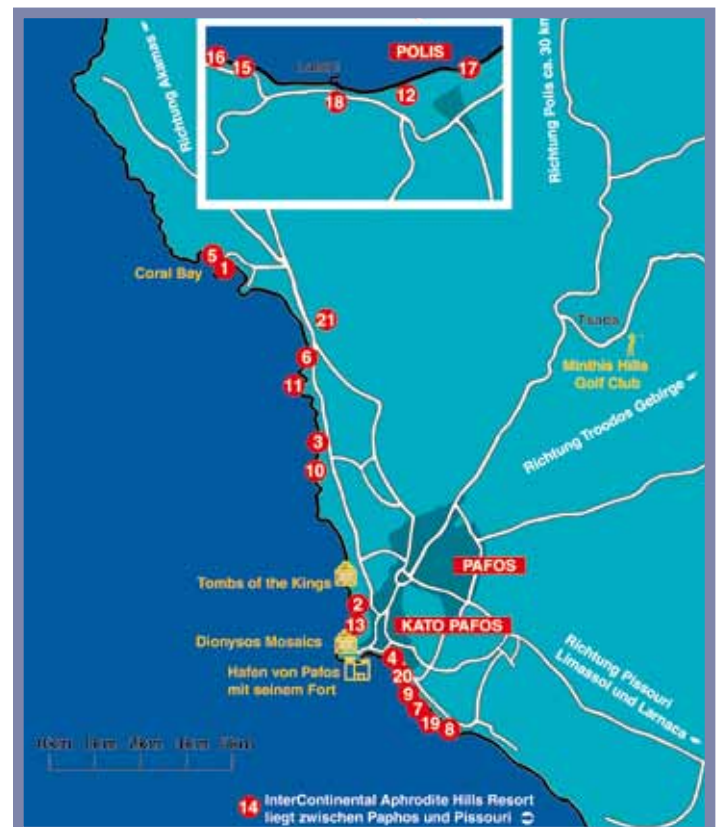 POLIS
16
15
17
18
12
Richtung Akamas
Richtung Polis ca. 30 km
5
1
Coral Bay
21
Tsada
6
11
Minthis Hills
Golf Club
Richtung Troodos Gebirge
3
10
PAFOS
Tombs of the Kings
2
13
KATO PAFOS
Dionysos Mosaics
Hafen von Pafos
mit seinem Fort
4
20
9
7
19
8
Richtung Pissouri
Limassol und Larnaca
14 InterContinental Aphrodite Hills Resort
liegt zwischen Paphos und Pissouri